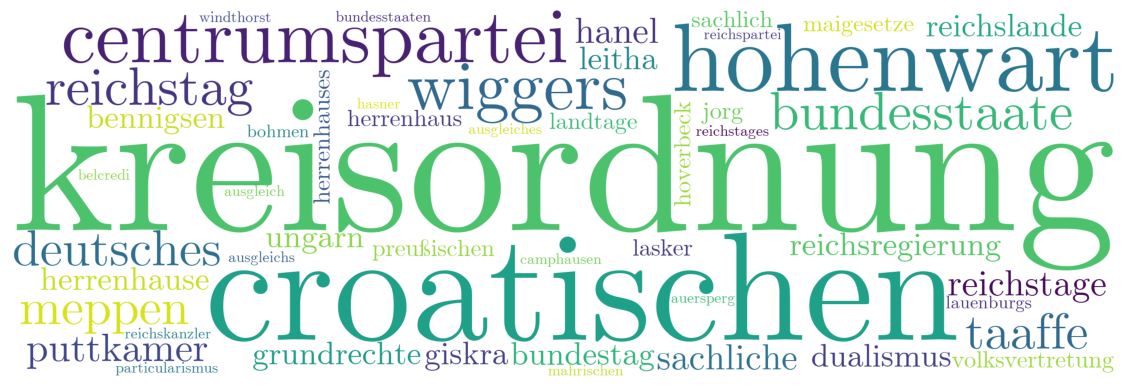 windthorst
bundesstaaten
centrumspartei
hanel
sachlich
maigesetze
reichslande
reichspartei
leitha
hohenwart
reichstag
wiggers
herrenhauses
hasner
bennigsen
bohmen
herrenhaus
ausgleiches
landtage
hoverbeck
jorg
bundesstaate
reichstages
kreisordnung
belcredi
ausgleich
deutsches
ausgleichs
ungarn
preußischen
camphausen
lasker
reichsregierung
herrenhause
croatischen
auersperg
reichstage
lauenburgs
meppen
reichskanzler
taaffe
puttkamer
particularismus
grundrechte
giskra
bundestag
mahrischen
sachliche
dualismus
volksvertretung